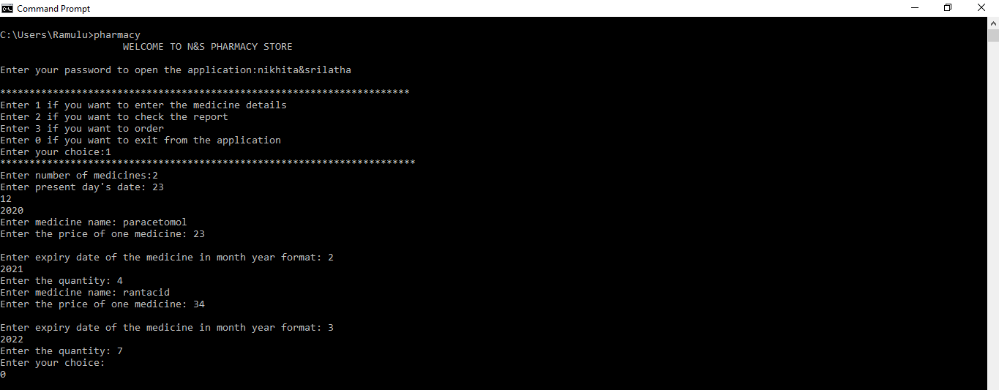 Command Prompt
C:\Users\Ramulu>pharmacy
WELCOME TO N&S PHARMACY STORE
Enter your password to open the application:nikhita&srilatha
**********************************************************************
Enter 1 if you want to enter the medicine details
Enter 2 if you want to check the report
Enter 3 if you want to order
Enter 0 if you want to exit from the application
Enter your choice:1
***********************************************************************
Enter number of medicines:2
Enter present day's date: 23
12
2020
Enter medicine name: paracetomol
Enter the price of one medicine: 23
Enter expiry date of the medicine in month year format: 2
2021
Enter the quantity: 4
Enter medicine name: rantacid
Enter the price of one medicine: 34
Enter expiry date of the medicine in month year format: 3
2022
Enter the quantity: 7
Enter your choice:
0